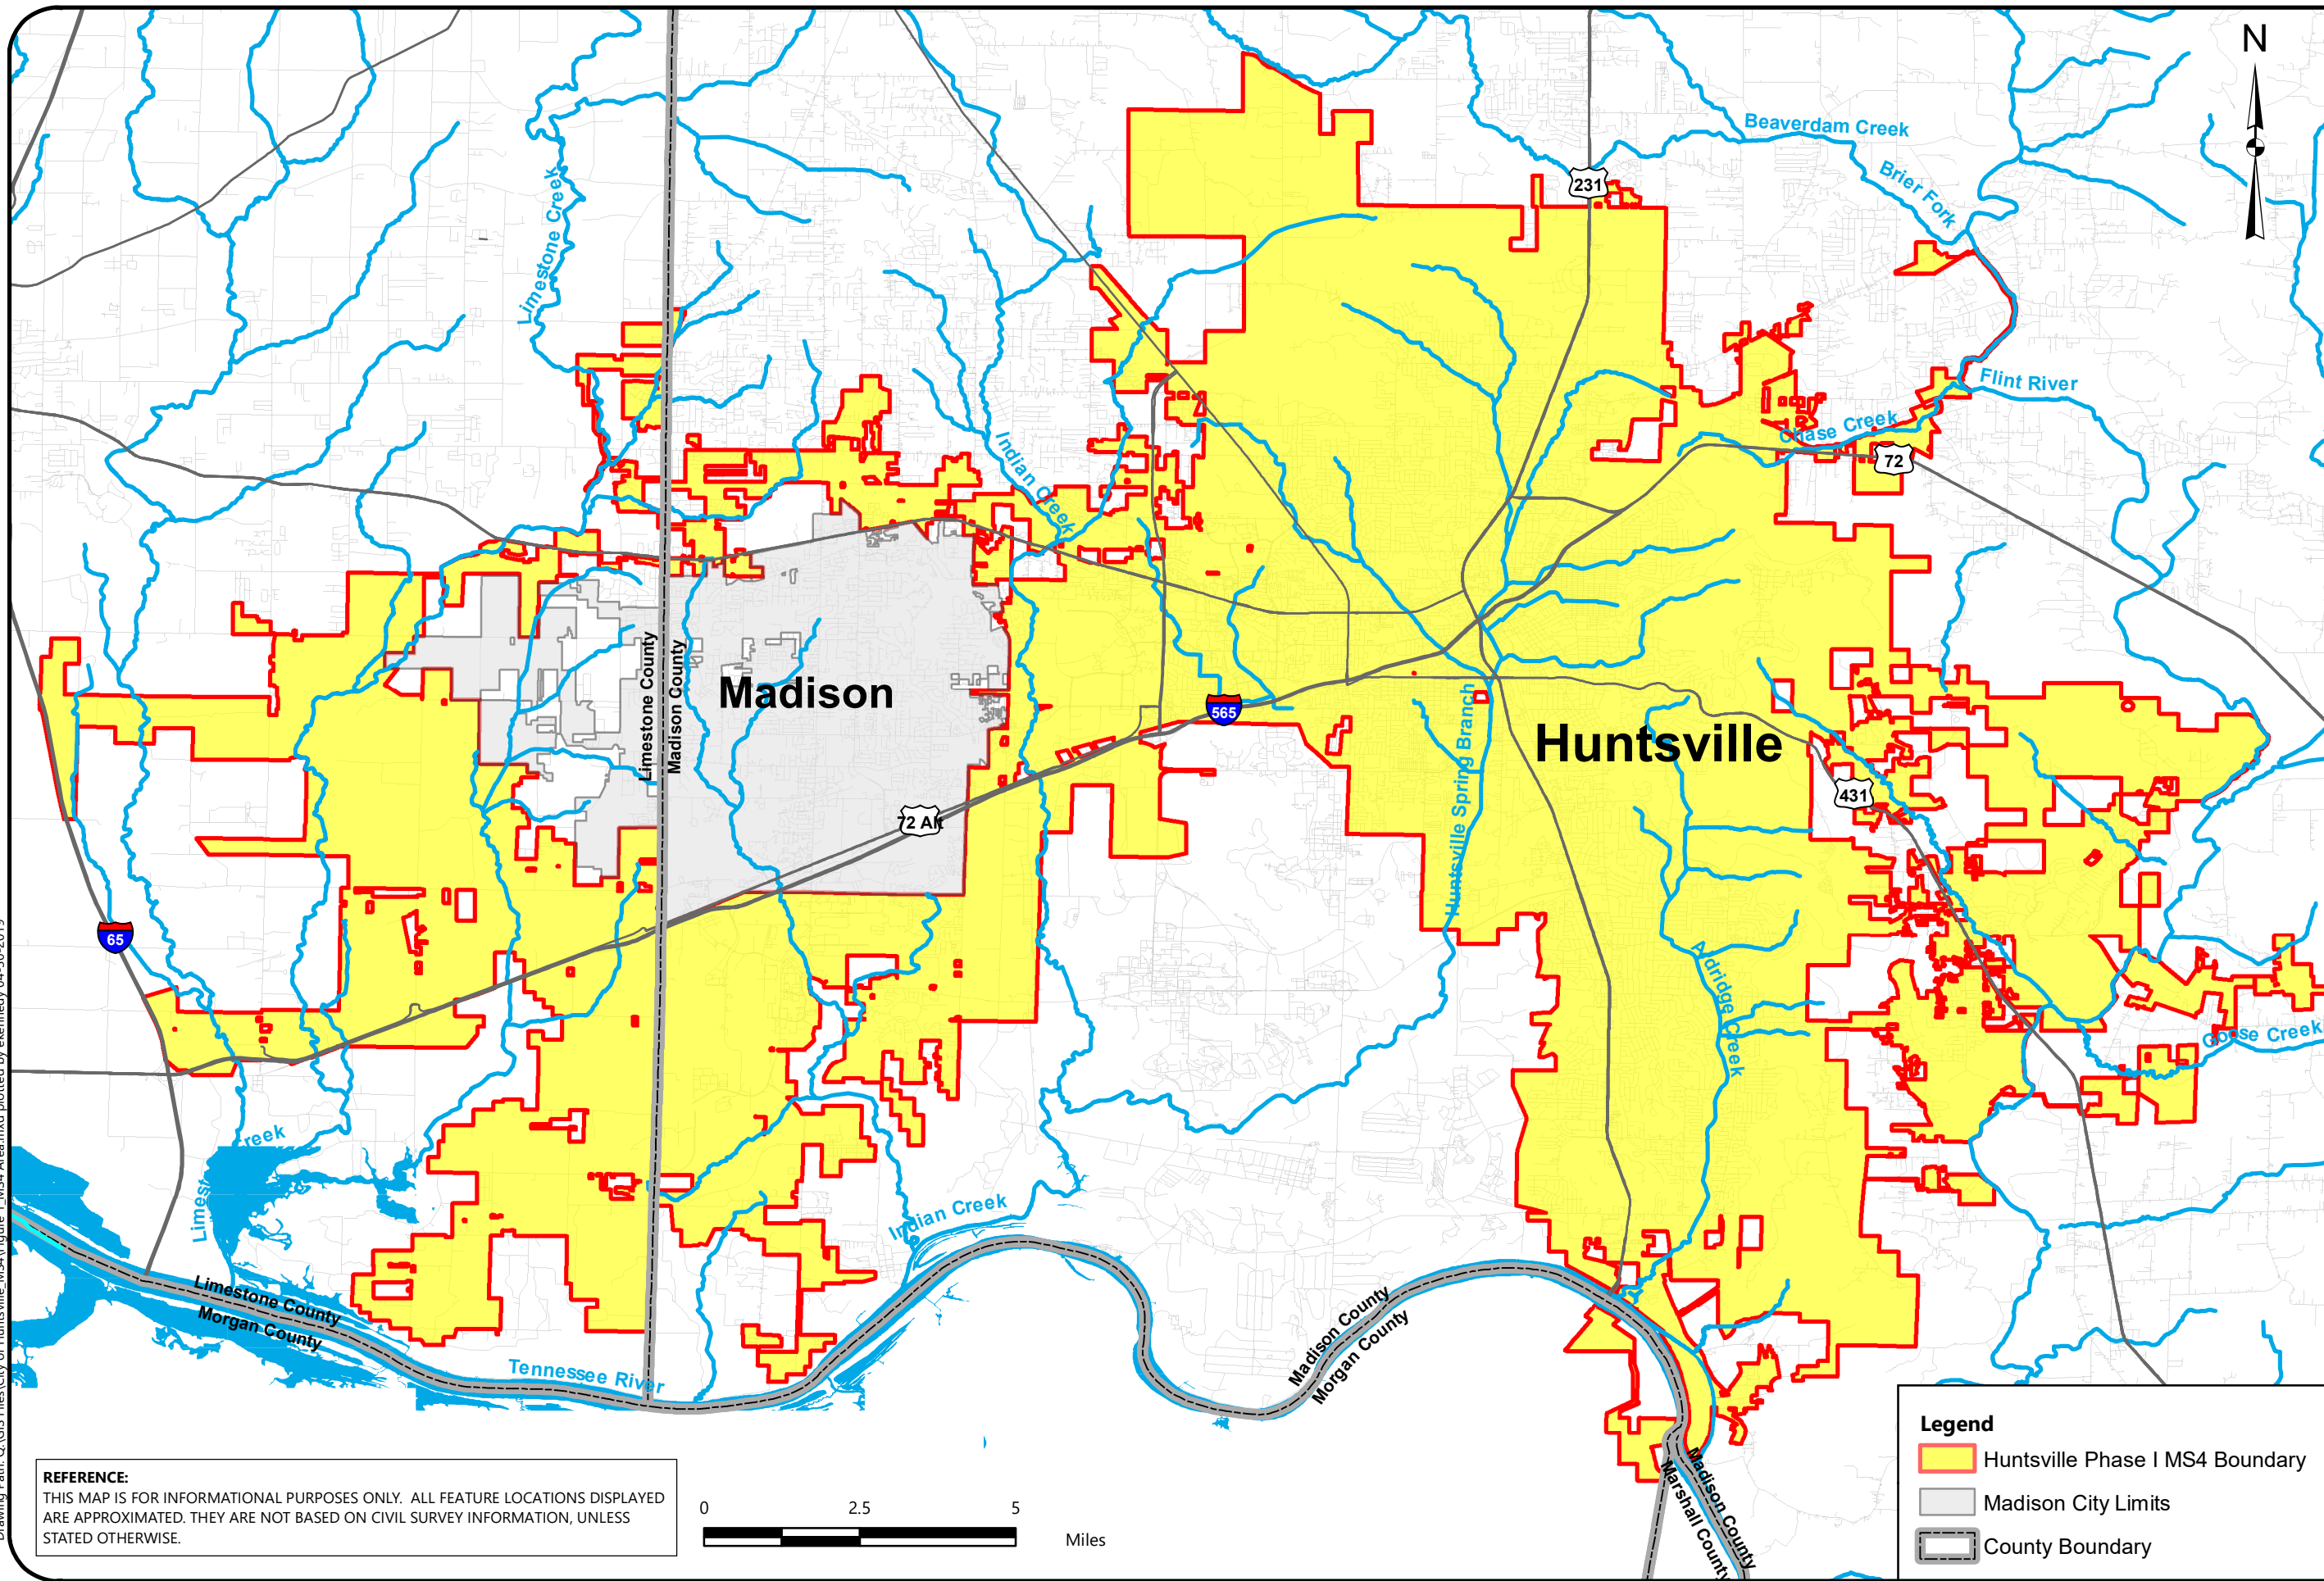 N
Beaverdam Creek
Brier Fork
231
Limestone Creek
Flint River
Chase Creek
72
Indian Creek
Limestone County
Madison County
Madison
565
Huntsville
Huntsville Spring Branch
431
72 Alt
65
Aldridge Creek
Goose Creek
Creek
Indian Creek
Limestone County
Morgan County
Tennessee River
Madison County
Morgan County
Madison County
Marshall County
REFERENCE:
THIS MAP IS FOR INFORMATIONAL PURPOSES ONLY. ALL FEATURE LOCATIONS DISPLAYED
ARE APPROXIMATED. THEY ARE NOT BASED ON CIVIL SURVEY INFORMATION, UNLESS
STATED OTHERWISE.
0 2.5 5
Miles
Legend
Huntsville Phase I MS4 Boundary
Madison City Limits
County Boundary